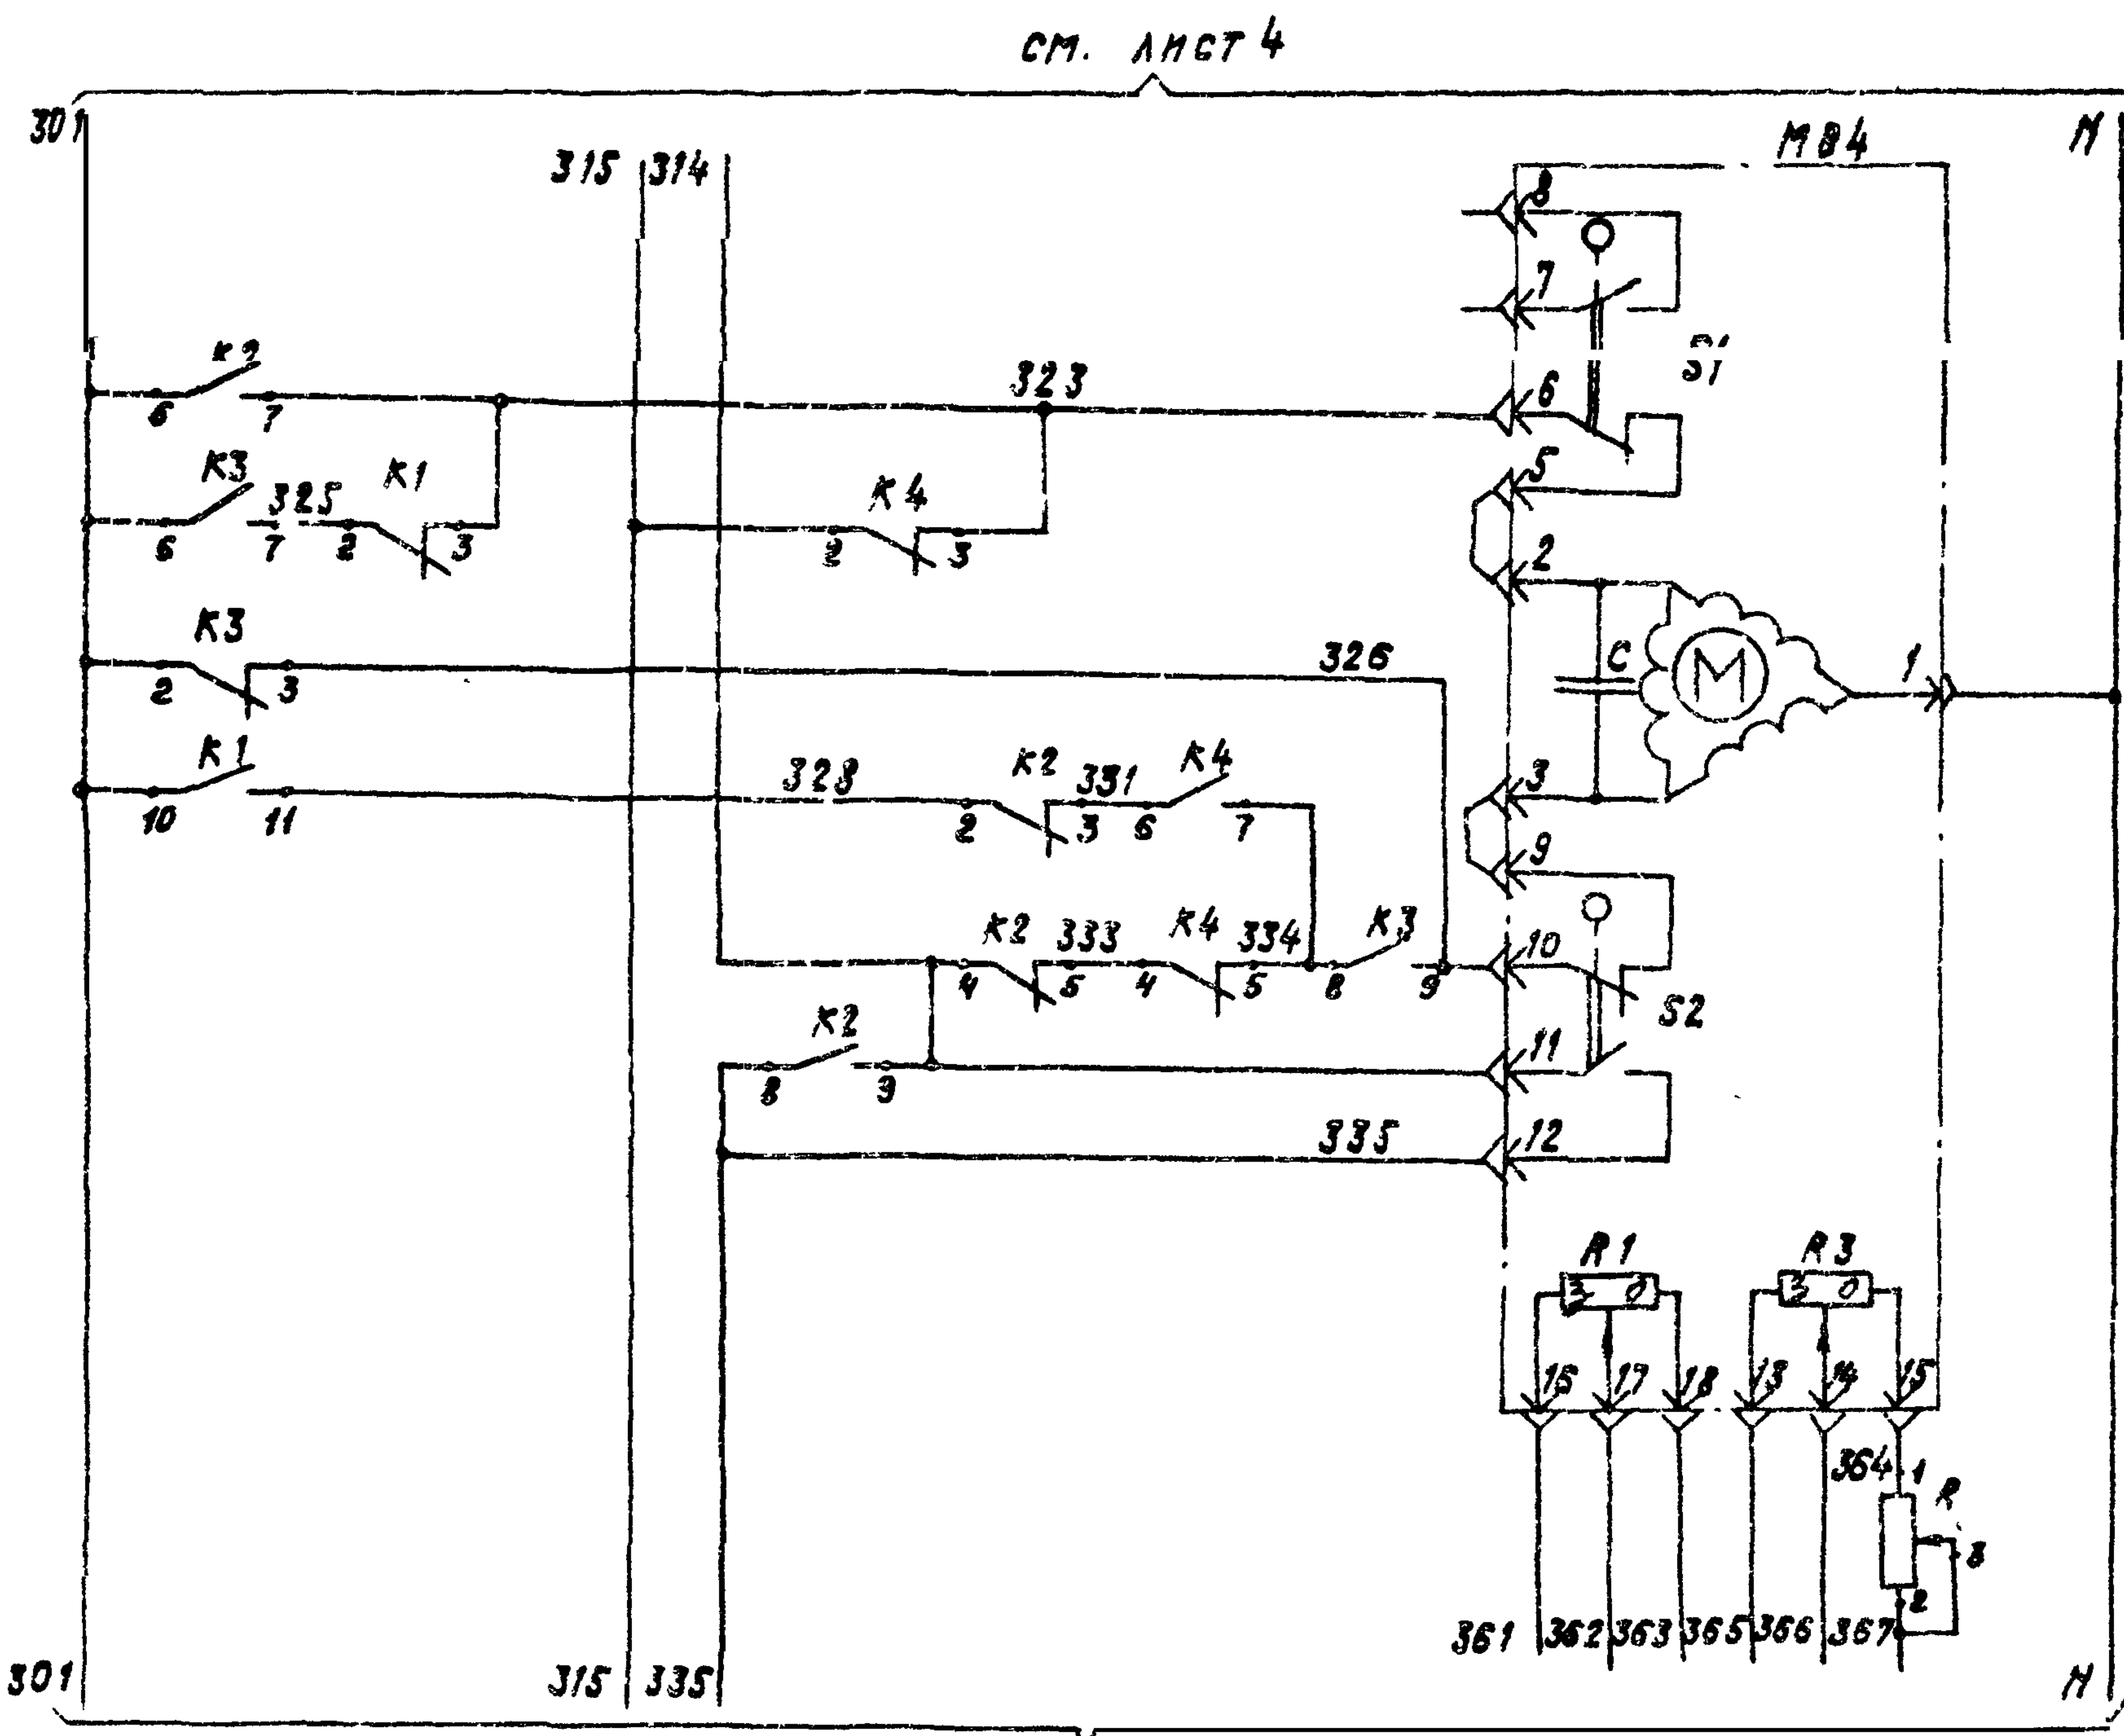 СМ. ЛИСТ 4
301
315 314
МВ4
N
8
7
S1
К2
6 7
323
6
К3
325
К1
6 7 2 3
К4
2 3
5
2
К3
2 3
326
С
М
1
К1
10 11
328
К2
331
К4
2 3 6 7
3
9
К2
333
К4
334
К3
4 5 4 5 8 9
10
S2
К2
8 9
11
335
12
R1
R3
З О
З О
16 17 18 13 14 15
364
1
R
3
2
361 362 363 365 366 367
301
315 335
N